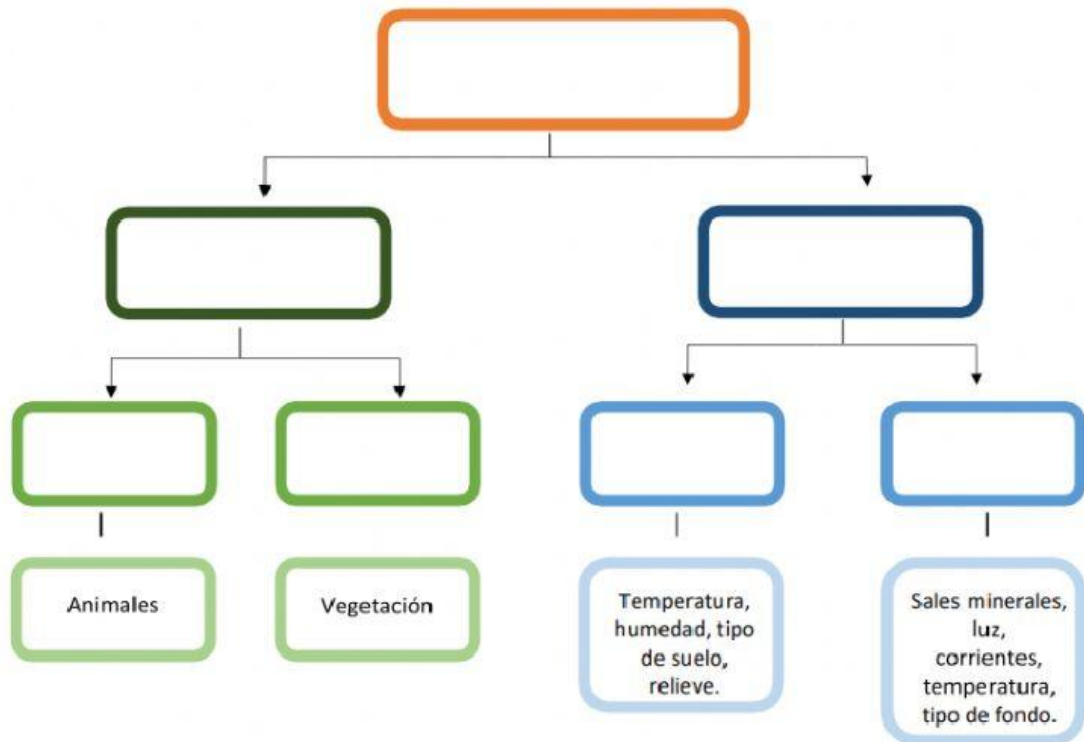 Animales
Vegetación
Temperatura,
humedad, tipo
de suelo,
relieve.
Sales minerales,
luz,
corrientes,
temperatura,
tipo de fondo.